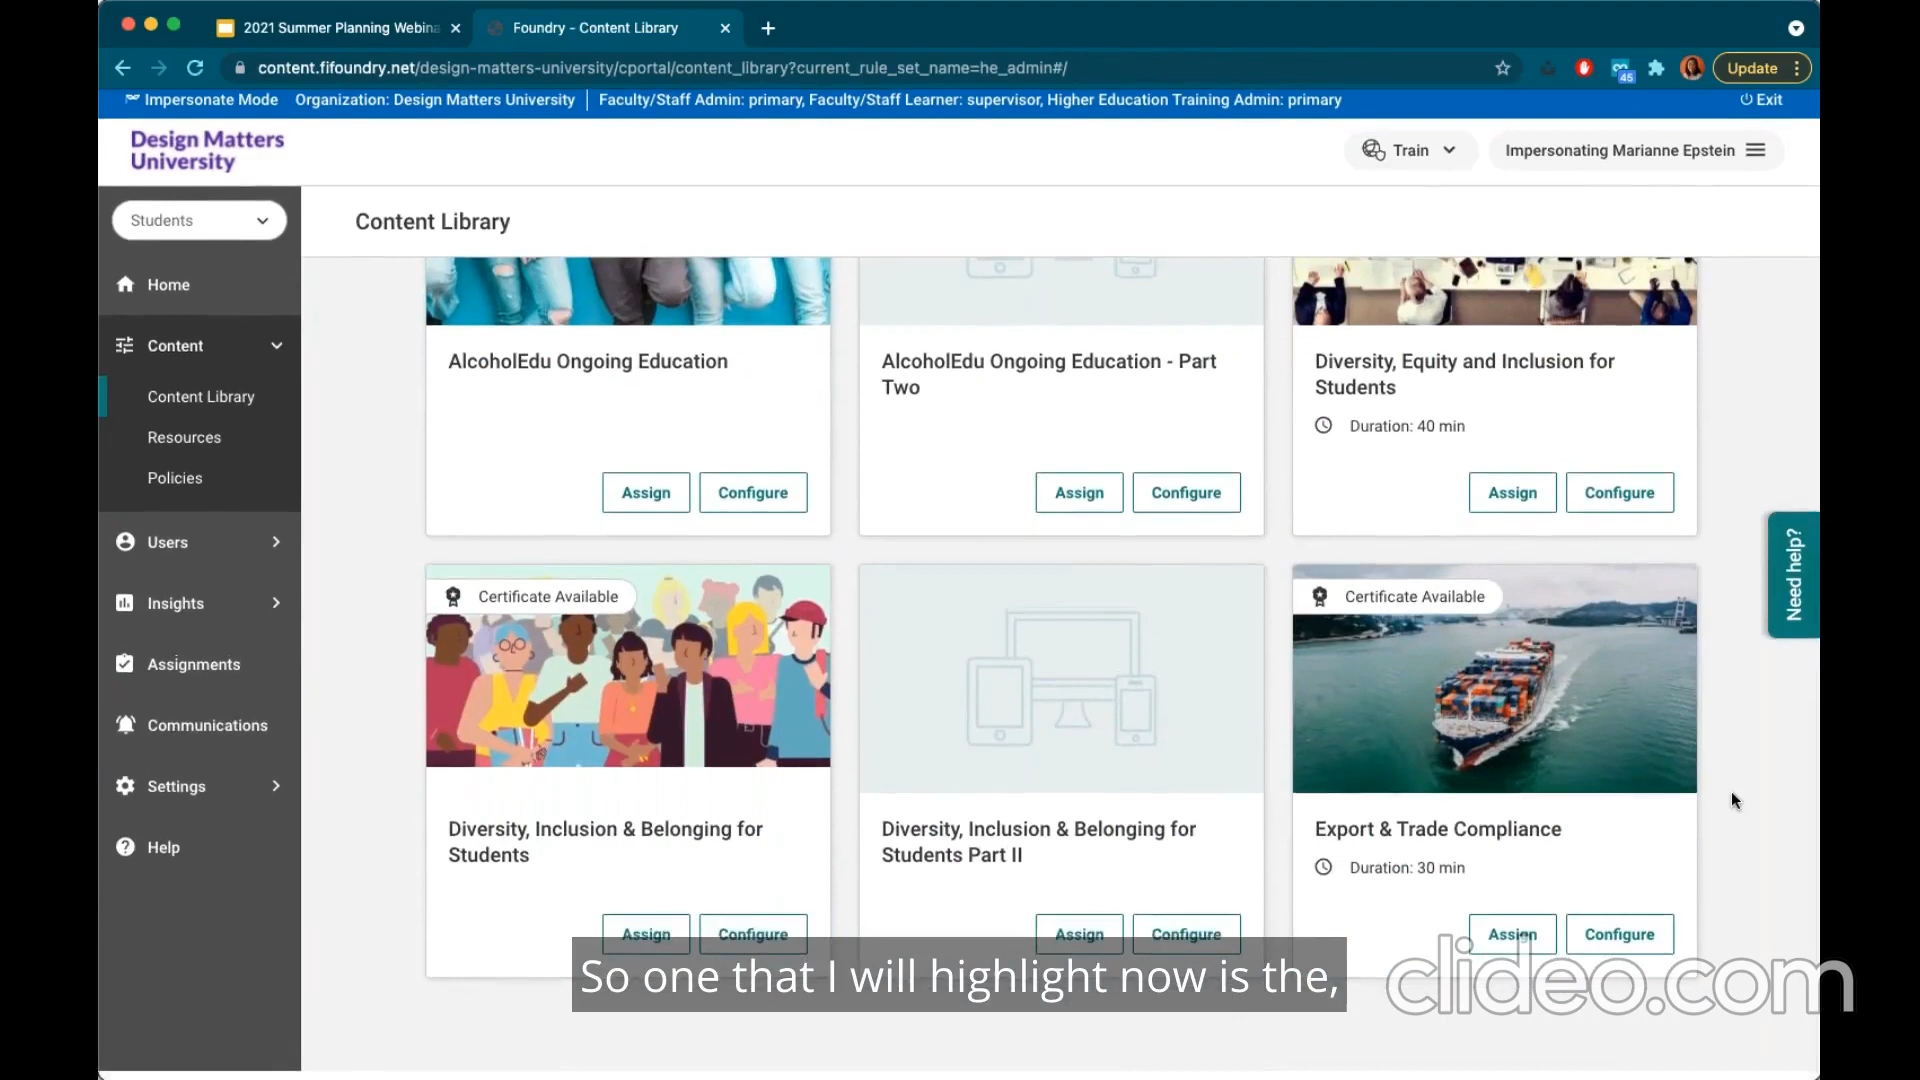 2021 Summer Planning Webina
Foundry - Content Library
content.fifoundry.net/design-matters-university/cportal/content_library?current_rule_set_name=he_admin#/
45
Update
Impersonate Mode
Organization: Design Matters University
Faculty/Staff Admin: primary, Faculty/Staff Learner: supervisor, Higher Education Training Admin: primary
Exit
Design Matters
University
Train
Impersonating Marianne Epstein
Students
Content Library
Home
Content
Content Library
Resources
Policies
Users
Insights
Assignments
Communications
Settings
Help
AlcoholEdu Ongoing Education
Assign
Configure
AlcoholEdu Ongoing Education - Part
Two
Assign
Configure
Diversity, Equity and Inclusion for
Students
Duration: 40 min
Assign
Configure
Need help?
Certificate Available
Diversity, Inclusion & Belonging for
Students
Assign
Configure
Diversity, Inclusion & Belonging for
Students Part II
Assign
Configure
Certificate Available
Export & Trade Compliance
Duration: 30 min
Assign
Configure
So one that I will highlight now is the,
clideo.com